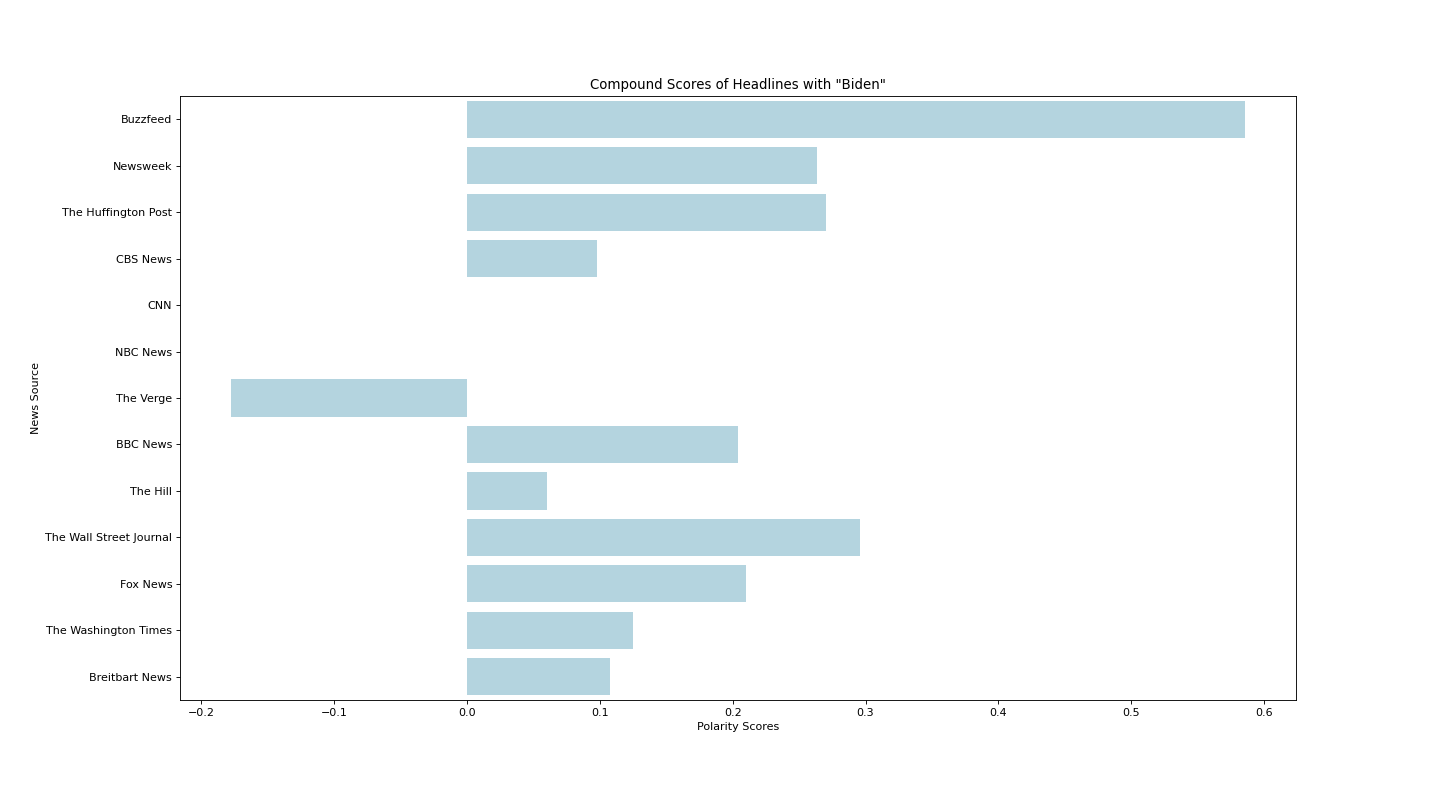 Compound Scores of Headlines with "Biden"
Buzzfeed
Newsweek
The Huffington Post
CBS News
CNN
NBC News
The Verge
BBC News
The Hill
The Wall Street Journal
Fox News
The Washington Times
Breitbart News
News Source
−0.2 −0.1 0.0 0.1 0.2 0.3 0.4 0.5 0.6
Polarity Scores